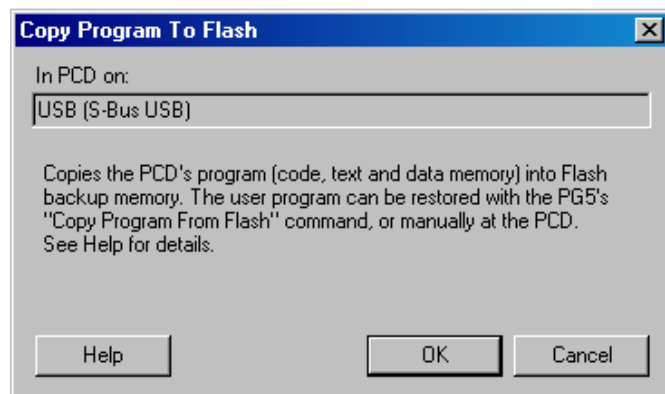 Copy Program To Flash
In PCD on:
USB (S-Bus USB)
Copies the PCD's program (code, text and data memory) into Flash
backup memory. The user program can be restored with the PG5's
"Copy Program From Flash" command, or manually at the PCD.
See Help for details.
Help OK Cancel